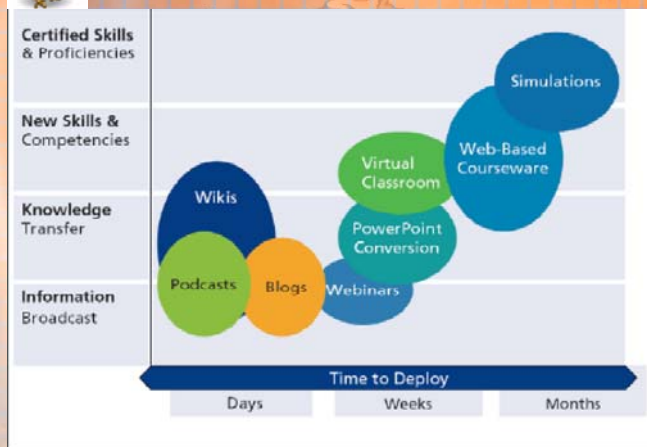 Certified Skills
& Proficiencies
Simulations
New Skills &
Competencies
Virtual
Classroom
Web-Based
Courseware
Wikis
Knowledge
Transfer
PowerPoint
Conversion
Podcasts
Blogs
Webinars
Information
Broadcast
Time to Deploy
Days
Weeks
Months